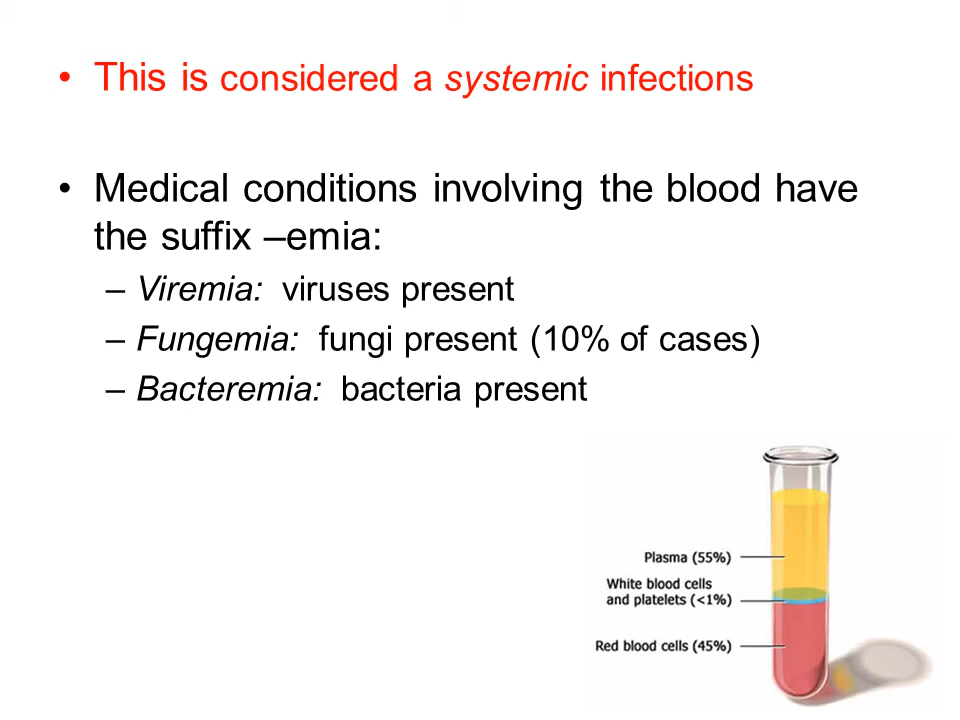 • This is considered a systemic infections
• Medical conditions involving the blood have
the suffix –emia:
– Viremia:  viruses present
– Fungemia:  fungi present (10% of cases)
– Bacteremia:  bacteria present
Plasma (55%)
White blood cells
and platelets (<1%)
Red blood cells (45%)